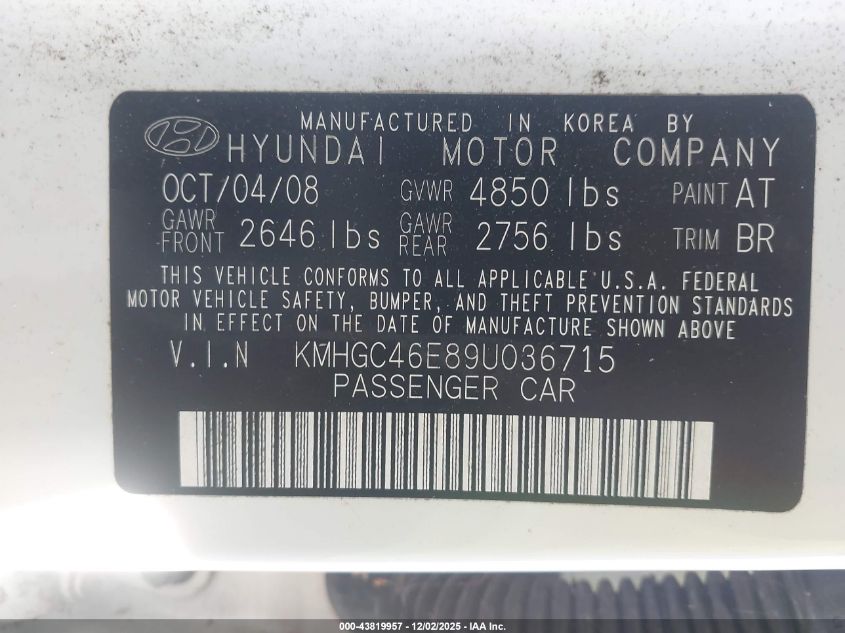 MANUFACTURED IN KOREA BY
HYUNDAI MOTOR COMPANY
OCT/04/08 GVWR 4850 lbs PAINT AT
GAWR FRONT 2646 lbs GAWR REAR 2756 lbs TRIM BR
THIS VEHICLE CONFORMS TO ALL APPLICABLE U.S.A. FEDERAL
MOTOR VEHICLE SAFETY, BUMPER, AND THEFT PREVENTION STANDARDS
IN EFFECT ON THE DATE OF MANUFACTURE SHOWN ABOVE
V.I.N KMHGC46E89U036715
PASSENGER CAR
000-43819957 - 12/02/2025 - IAA Inc.